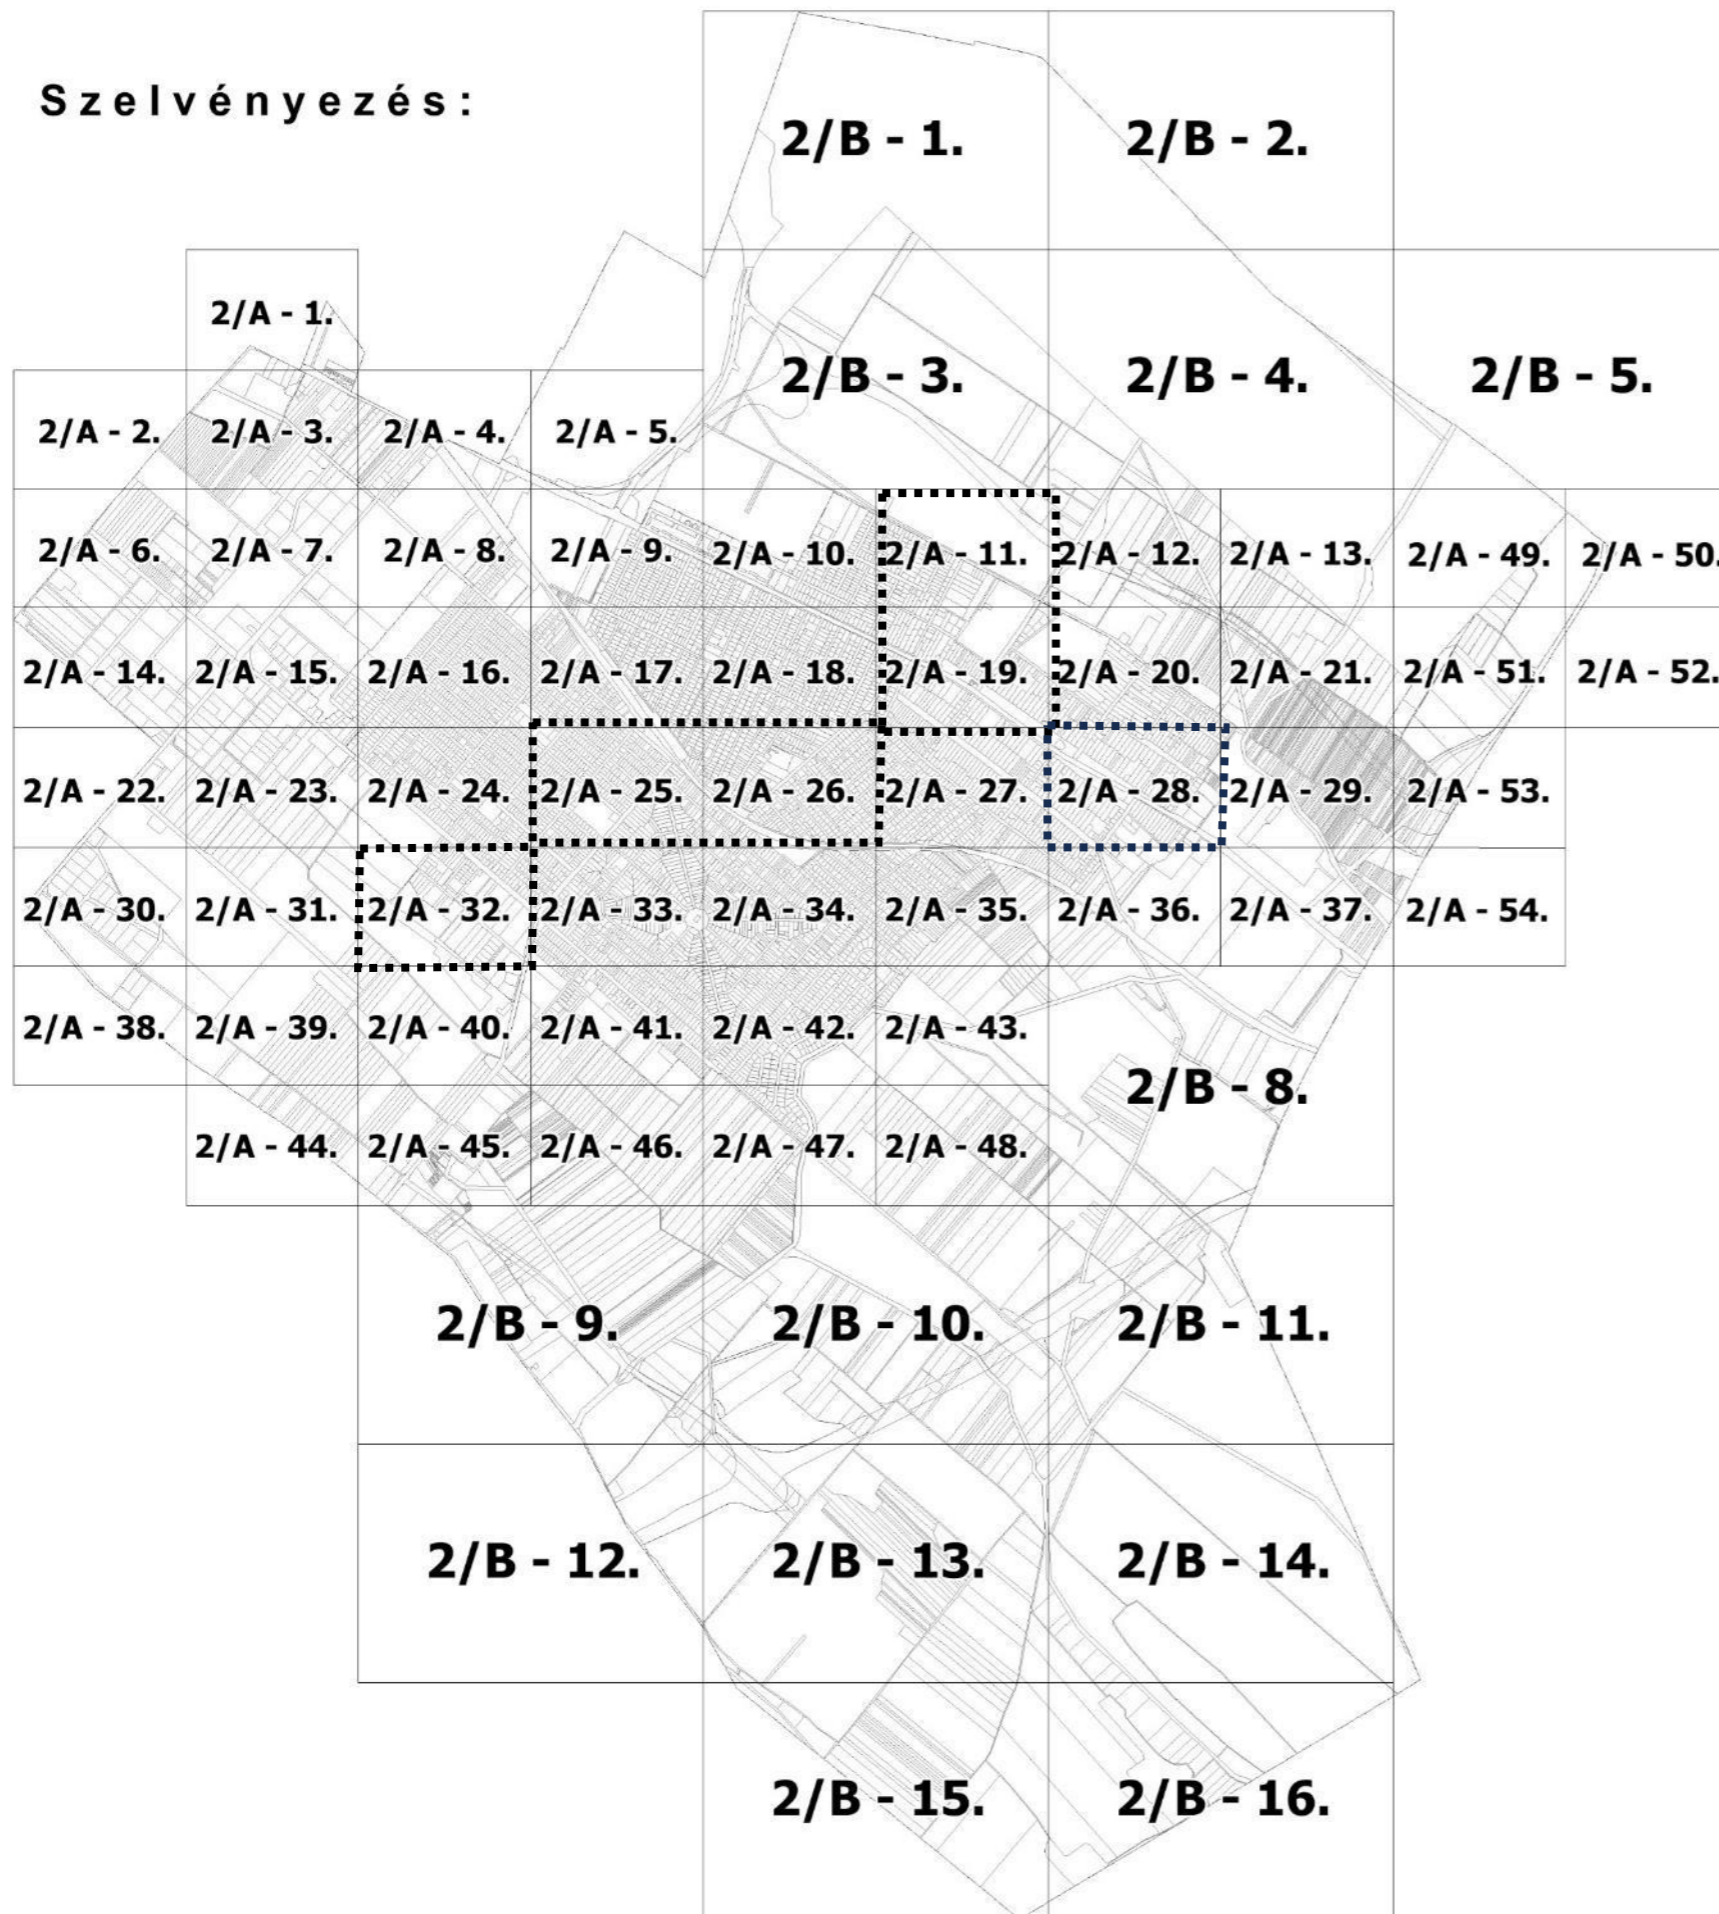 Szelvényezés:
2/B - 1. 2/B - 2.
2/A - 1.
2/B - 3. 2/B - 4. 2/B - 5.
2/A - 2. 2/A - 3. 2/A - 4. 2/A - 5.
2/A - 6. 2/A - 7. 2/A - 8. 2/A - 9. 2/A - 10. 2/A - 11. 2/A - 12. 2/A - 13. 2/A - 49. 2/A - 50.
2/A - 14. 2/A - 15. 2/A - 16. 2/A - 17. 2/A - 18. 2/A - 19. 2/A - 20. 2/A - 21. 2/A - 51. 2/A - 52.
2/A - 22. 2/A - 23. 2/A - 24. 2/A - 25. 2/A - 26. 2/A - 27. 2/A - 28. 2/A - 29. 2/A - 53.
2/A - 30. 2/A - 31. 2/A - 32. 2/A - 33. 2/A - 34. 2/A - 35. 2/A - 36. 2/A - 37. 2/A - 54.
2/A - 38. 2/A - 39. 2/A - 40. 2/A - 41. 2/A - 42. 2/A - 43.
2/B - 8.
2/A - 44. 2/A - 45. 2/A - 46. 2/A - 47. 2/A - 48.
2/B - 9. 2/B - 10. 2/B - 11.
2/B - 12. 2/B - 13. 2/B - 14.
2/B - 15. 2/B - 16.